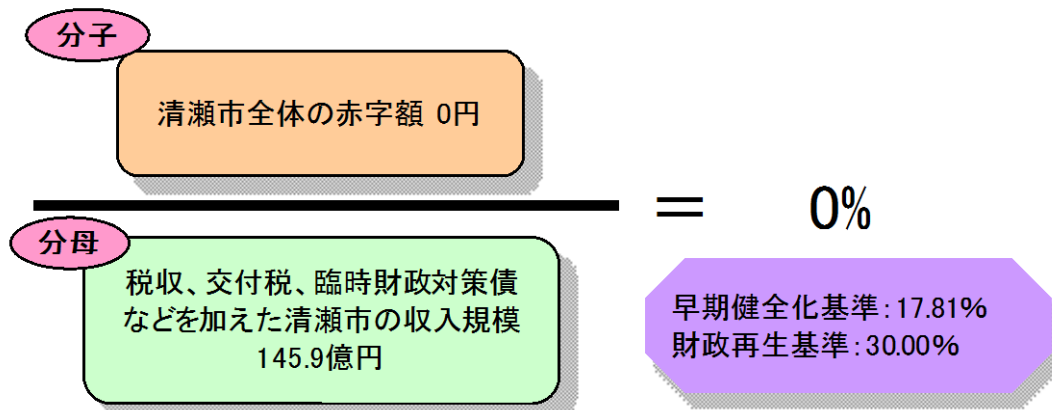 分子
清瀬市全体の赤字額 0円
= 0%
分母
税収、交付税、臨時財政対策債
などを加えた清瀬市の収入規模
145.9億円
早期健全化基準:17.81%
財政再生基準:30.00%